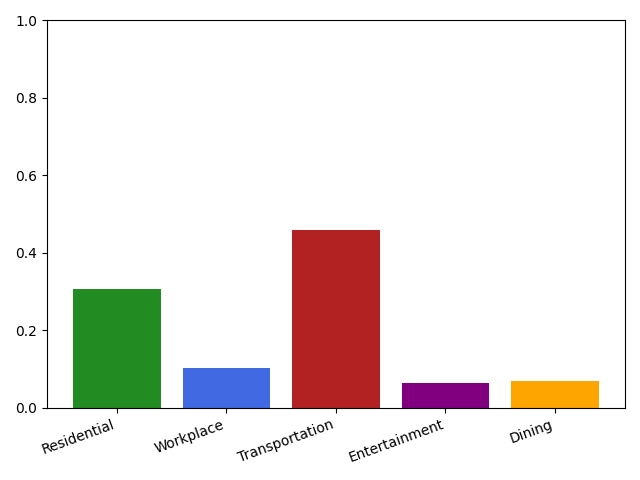 1.0
0.8
0.6
0.4
0.2
0.0
Residential
Workplace
Transportation
Entertainment
Dining